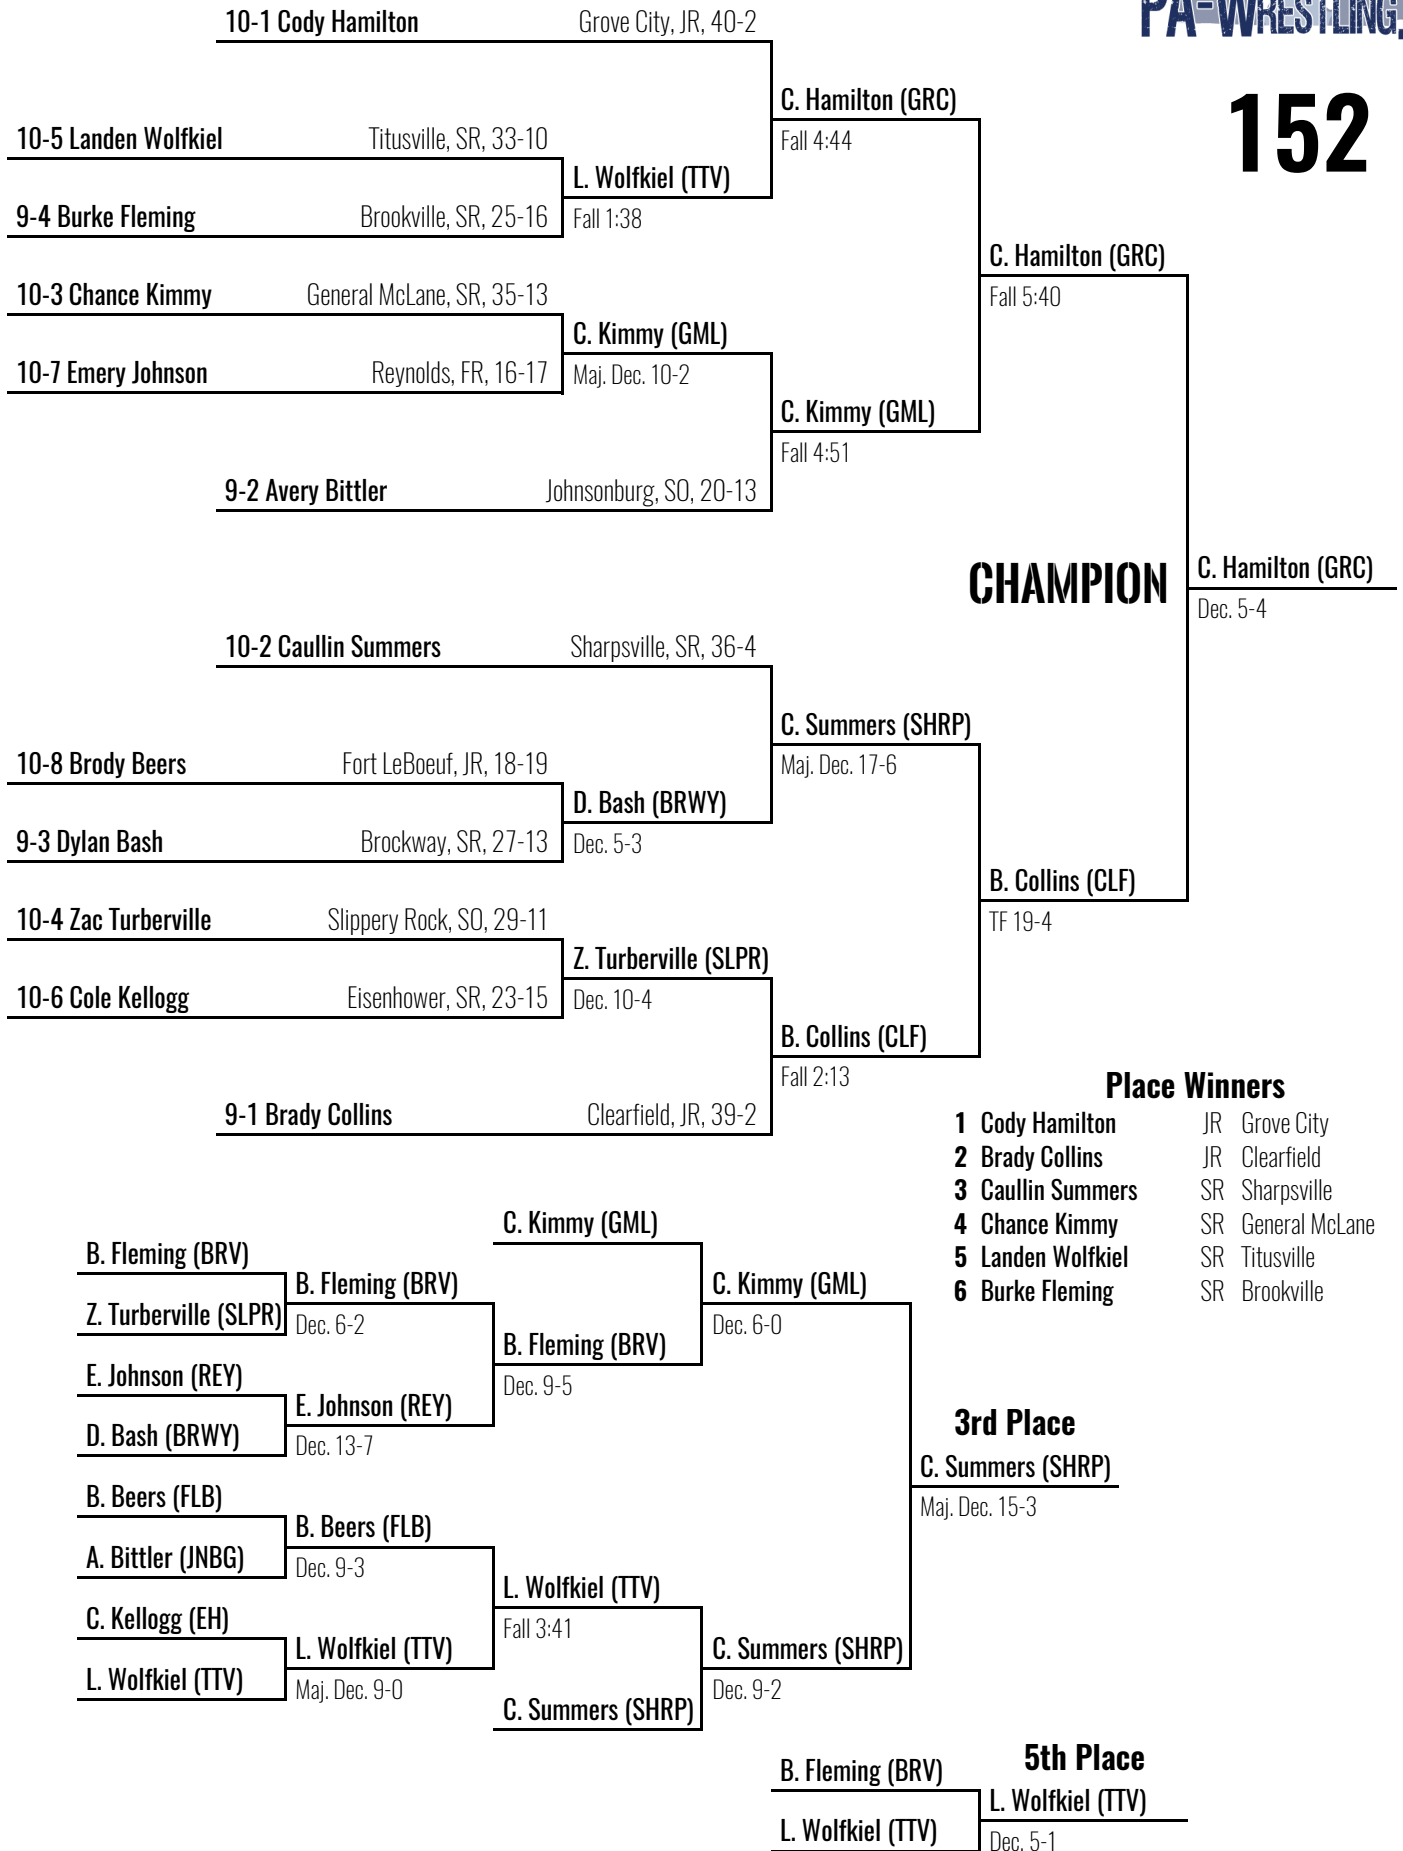 PA-WRESTLING.
152
10-1 Cody Hamilton Grove City, JR, 40-2
C. Hamilton (GRC)
Fall 4:44
10-5 Landen Wolfkiel Titusville, SR, 33-10
L. Wolfkiel (TTV)
Fall 1:38
9-4 Burke Fleming Brookville, SR, 25-16
C. Hamilton (GRC)
Fall 5:40
10-3 Chance Kimmy General McLane, SR, 35-13
C. Kimmy (GML)
Maj. Dec. 10-2
10-7 Emery Johnson Reynolds, FR, 16-17
C. Kimmy (GML)
Fall 4:51
9-2 Avery Bittler Johnsonburg, SO, 20-13
CHAMPION
C. Hamilton (GRC)
Dec. 5-4
10-2 Caullin Summers Sharpsville, SR, 36-4
C. Summers (SHRP)
Maj. Dec. 17-6
10-8 Brody Beers Fort LeBoeuf, JR, 18-19
D. Bash (BRWY)
Dec. 5-3
9-3 Dylan Bash Brockway, SR, 27-13
B. Collins (CLF)
TF 19-4
10-4 Zac Turberville Slippery Rock, SO, 29-11
Z. Turberville (SLPR)
Dec. 10-4
10-6 Cole Kellogg Eisenhower, SR, 23-15
B. Collins (CLF)
Fall 2:13
9-1 Brady Collins Clearfield, JR, 39-2
Place Winners
1 Cody Hamilton JR Grove City
2 Brady Collins JR Clearfield
3 Caullin Summers SR Sharpsville
4 Chance Kimmy SR General McLane
5 Landen Wolfkiel SR Titusville
6 Burke Fleming SR Brookville
C. Kimmy (GML)
B. Fleming (BRV)
B. Fleming (BRV)
Dec. 6-2
Z. Turberville (SLPR)
C. Kimmy (GML)
Dec. 6-0
B. Fleming (BRV)
Dec. 9-5
E. Johnson (REY)
E. Johnson (REY)
Dec. 13-7
D. Bash (BRWY)
3rd Place
C. Summers (SHRP)
Maj. Dec. 15-3
B. Beers (FLB)
B. Beers (FLB)
Dec. 9-3
A. Bittler (JNBG)
L. Wolfkiel (TTV)
Fall 3:41
C. Kellogg (EH)
L. Wolfkiel (TTV)
Maj. Dec. 9-0
L. Wolfkiel (TTV)
C. Summers (SHRP)
Dec. 9-2
C. Summers (SHRP)
5th Place
B. Fleming (BRV)
L. Wolfkiel (TTV)
Dec. 5-1
L. Wolfkiel (TTV)